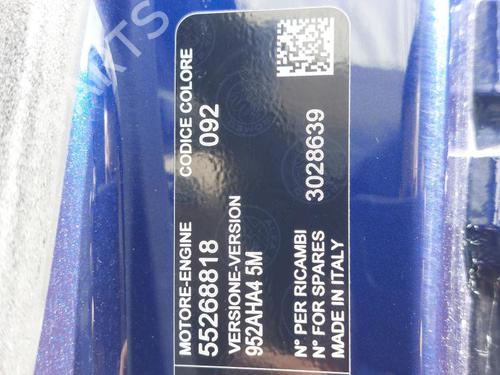 MOTORE-ENGINE CODICE COLORE
55268818 092
VERSIONE-VERSION
952AHA4 5M
N° PER RICAMBI 3028639
N° FOR SPARES
MADE IN ITALY